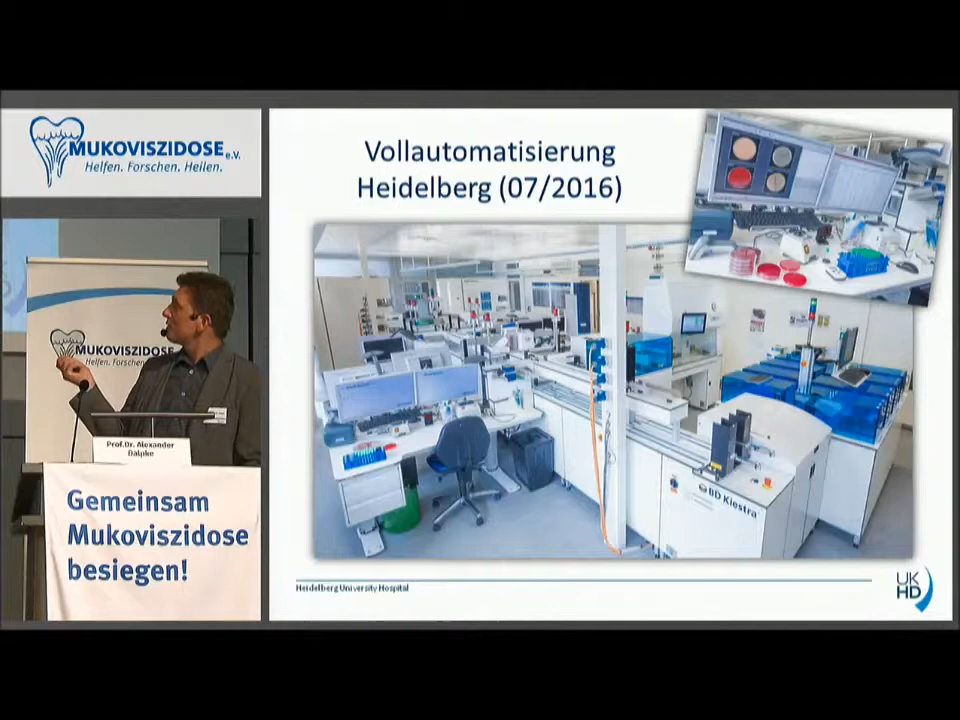 MUKOVISZIDOSE e.V.
Helfen. Forschen. Heilen.
Vollautomatisierung
Heidelberg (07/2016)
MUKOVISZIDOSE
Helfen. Forschen
Prof.Dr. Alexander
Dalpke
Gemeinsam
Mukoviszidose
besiegen!
BD Kiestra
Heidelberg University Hospital
UK
HD